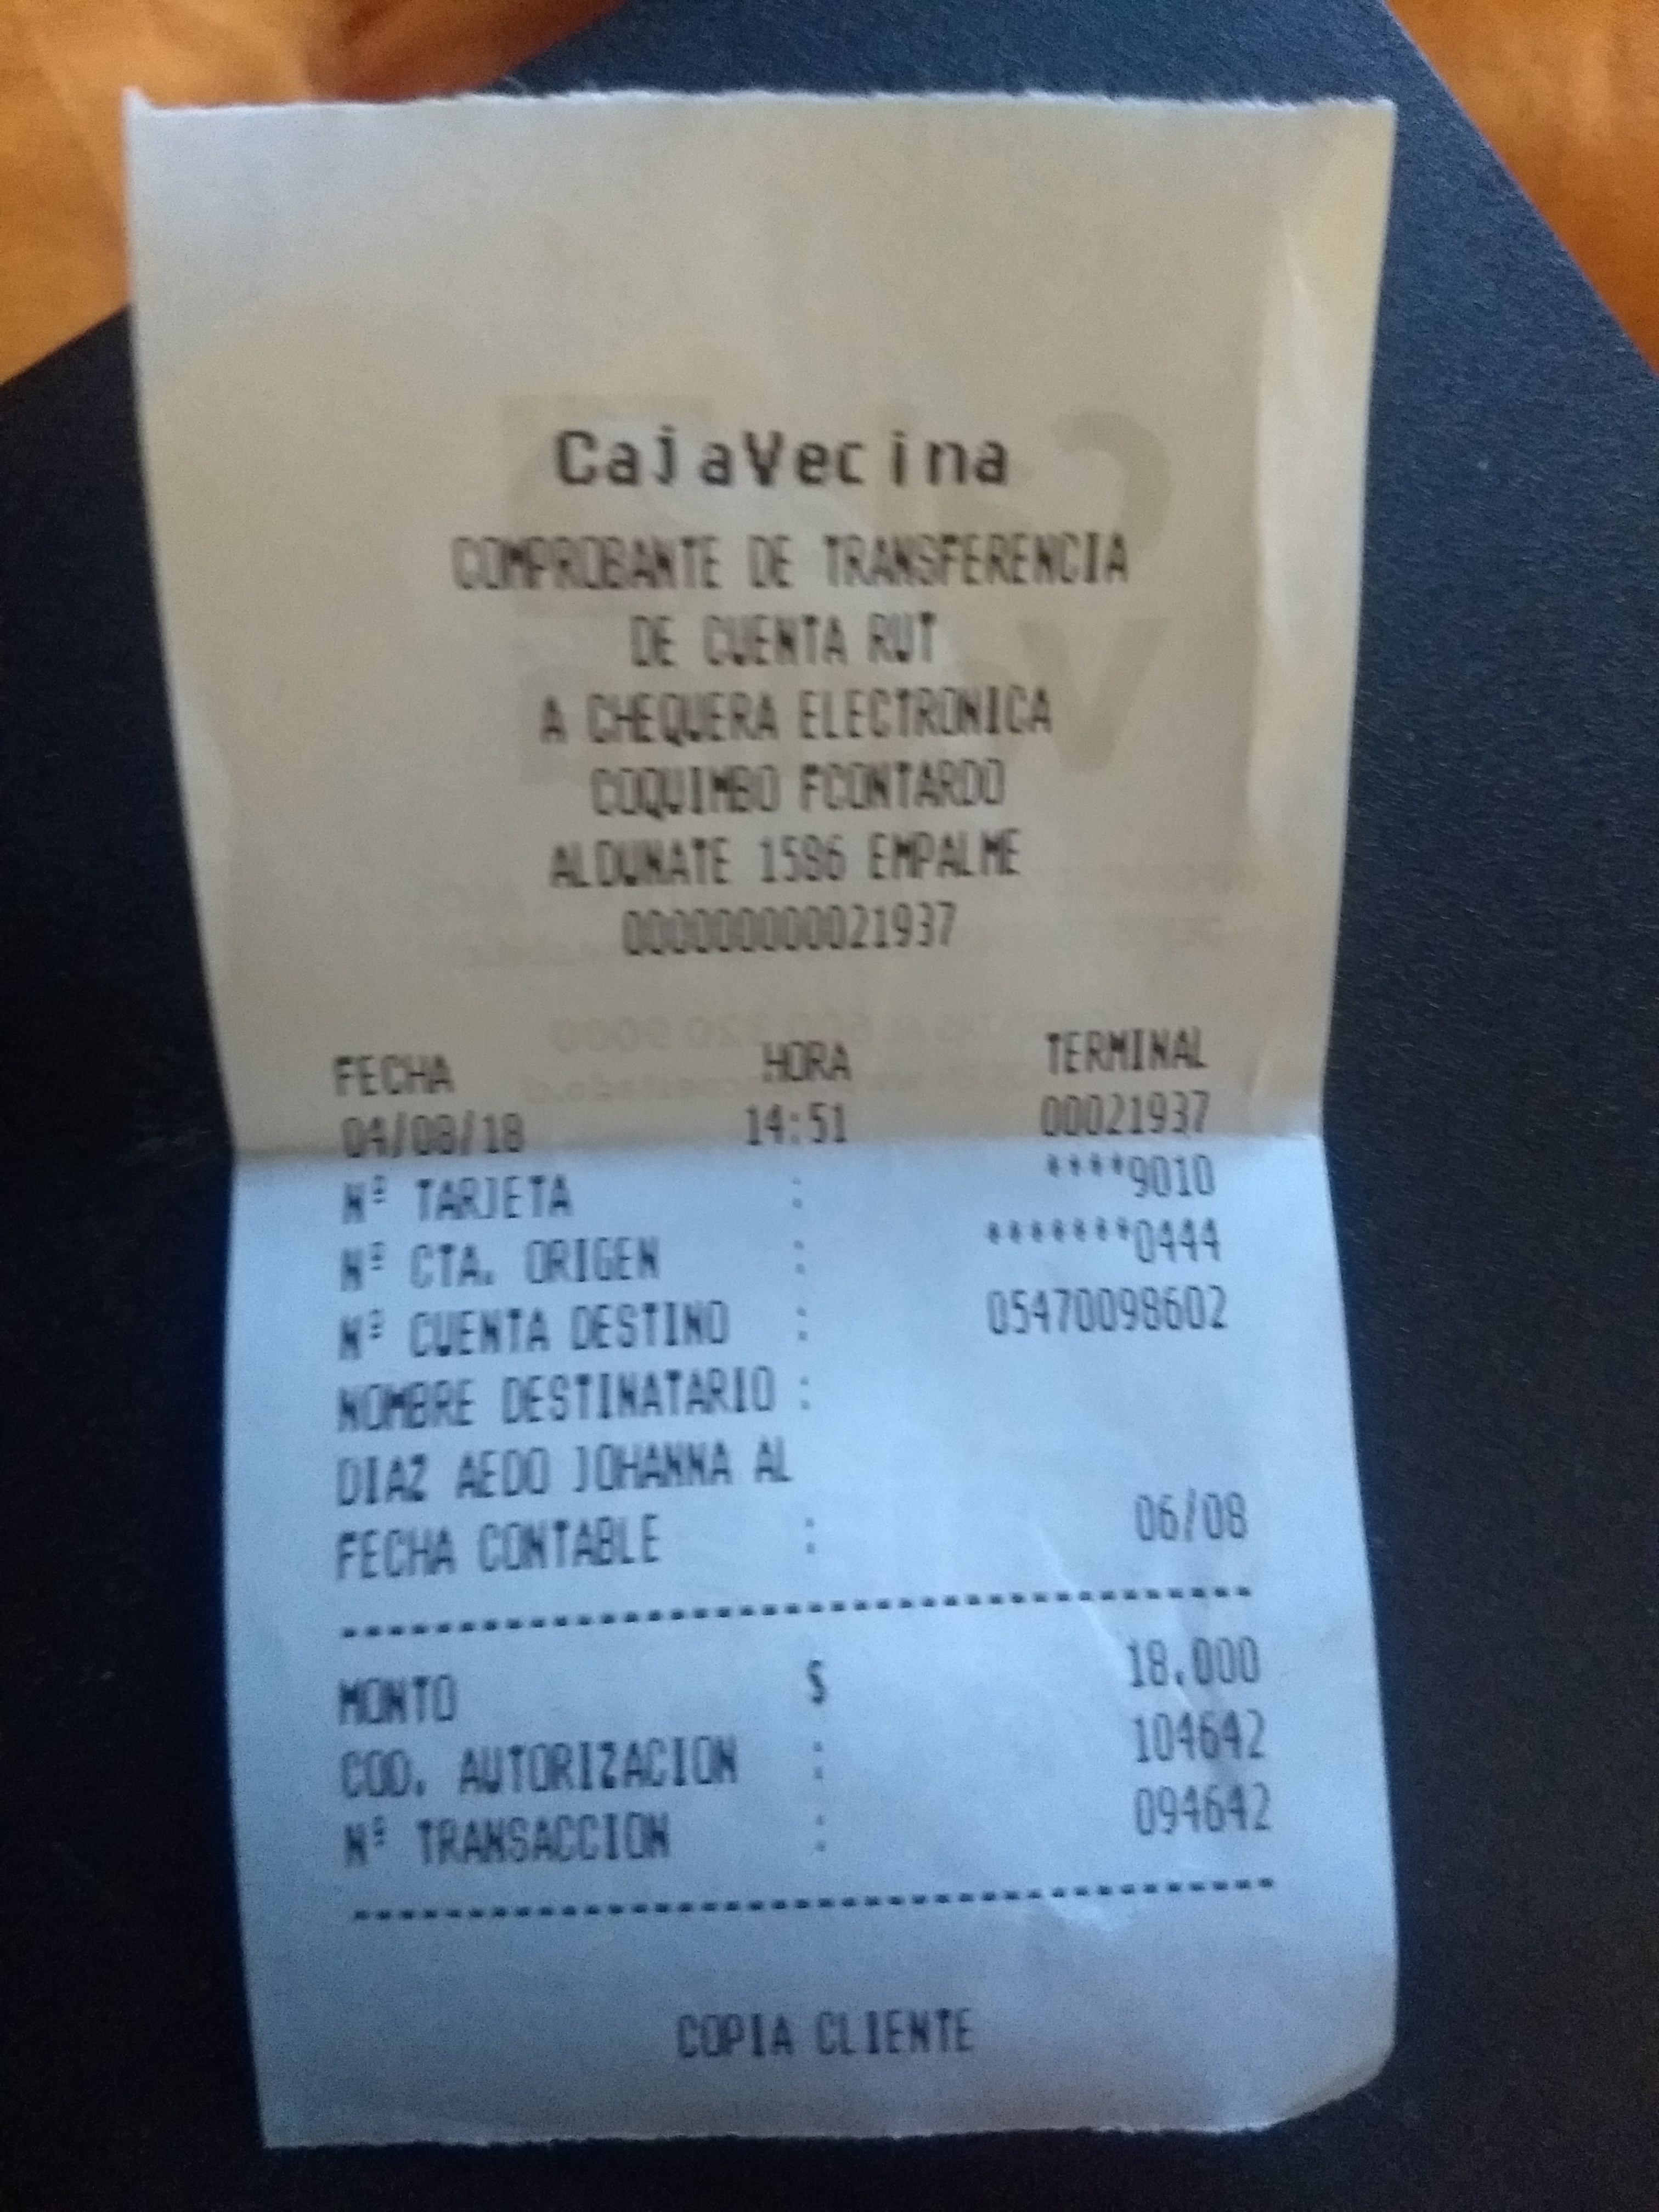 CajaVecina
COMPROBANTE DE TRANSFERENCIA
DE CUENTA RUT
A CHEQUERA ELECTRONICA
COQUIMBO FCONTARDO
ALDUNATE 1586 EMPALME
000000000021937
FECHA HORA TERMINAL
04/08/18 14:51 00021937
Nº TARJETA : ****9010
Nº CTA. ORIGEN : *******0444
Nº CUENTA DESTINO : 05470098602
NOMBRE DESTINATARIO :
DIAZ AEDO JOHANNA AL
FECHA CONTABLE : 06/08
MONTO $ 18.000
COD. AUTORIZACION : 104642
Nº TRANSACCION : 094642
COPIA CLIENTE